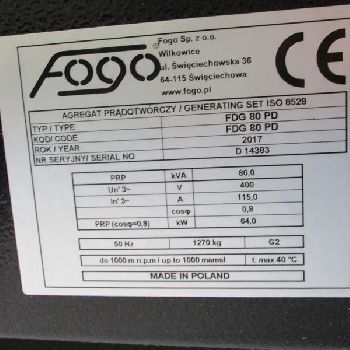 Fogo
Fogo Sp. z o.o.
Wilkowice
ul. Święciechowska 36
64-115 Święciechowa
www.fogo.pl
CE
AGREGAT PRĄDOTWÓRCZY / GENERATING SET ISO 8528
TYP / TYPE FDG 80 PD
KOD/ CODE FDG 80 PD
ROK / YEAR 2017
NR SERYJNY/ SERIAL NO D 14383
PRP kVA 80,0
Un' 3~ V 400
In' 3~ A 115,0
cosφ 0,8
PRP (cosφ=0,8) kW 64,0
50 Hz 1270 kg G2
do 1000 m n.p.m / up to 1000 mamsl t. max 40 °C
MADE IN POLAND